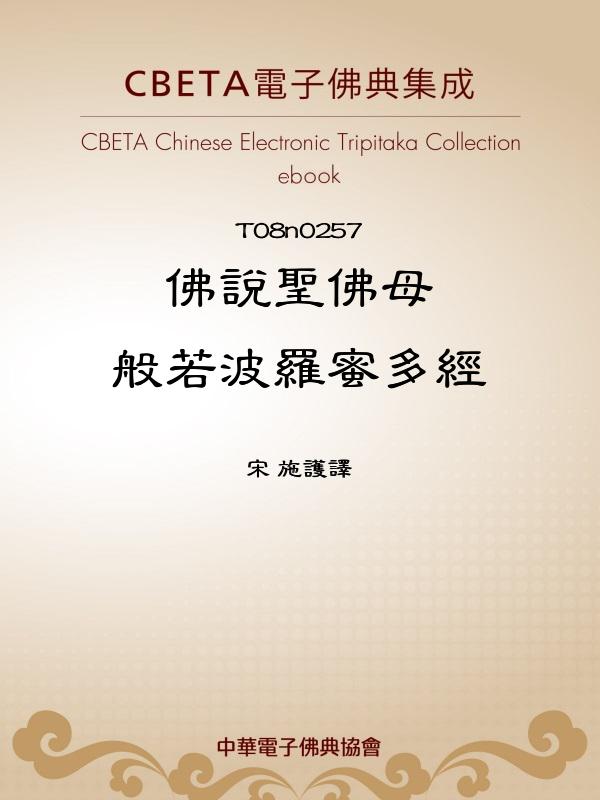 CBETA電子佛典集成
CBETA Chinese Electronic Tripitaka Collection
ebook
T08n0257
佛說聖佛母
般若波羅蜜多經
宋 施護譯
中華電子佛典協會